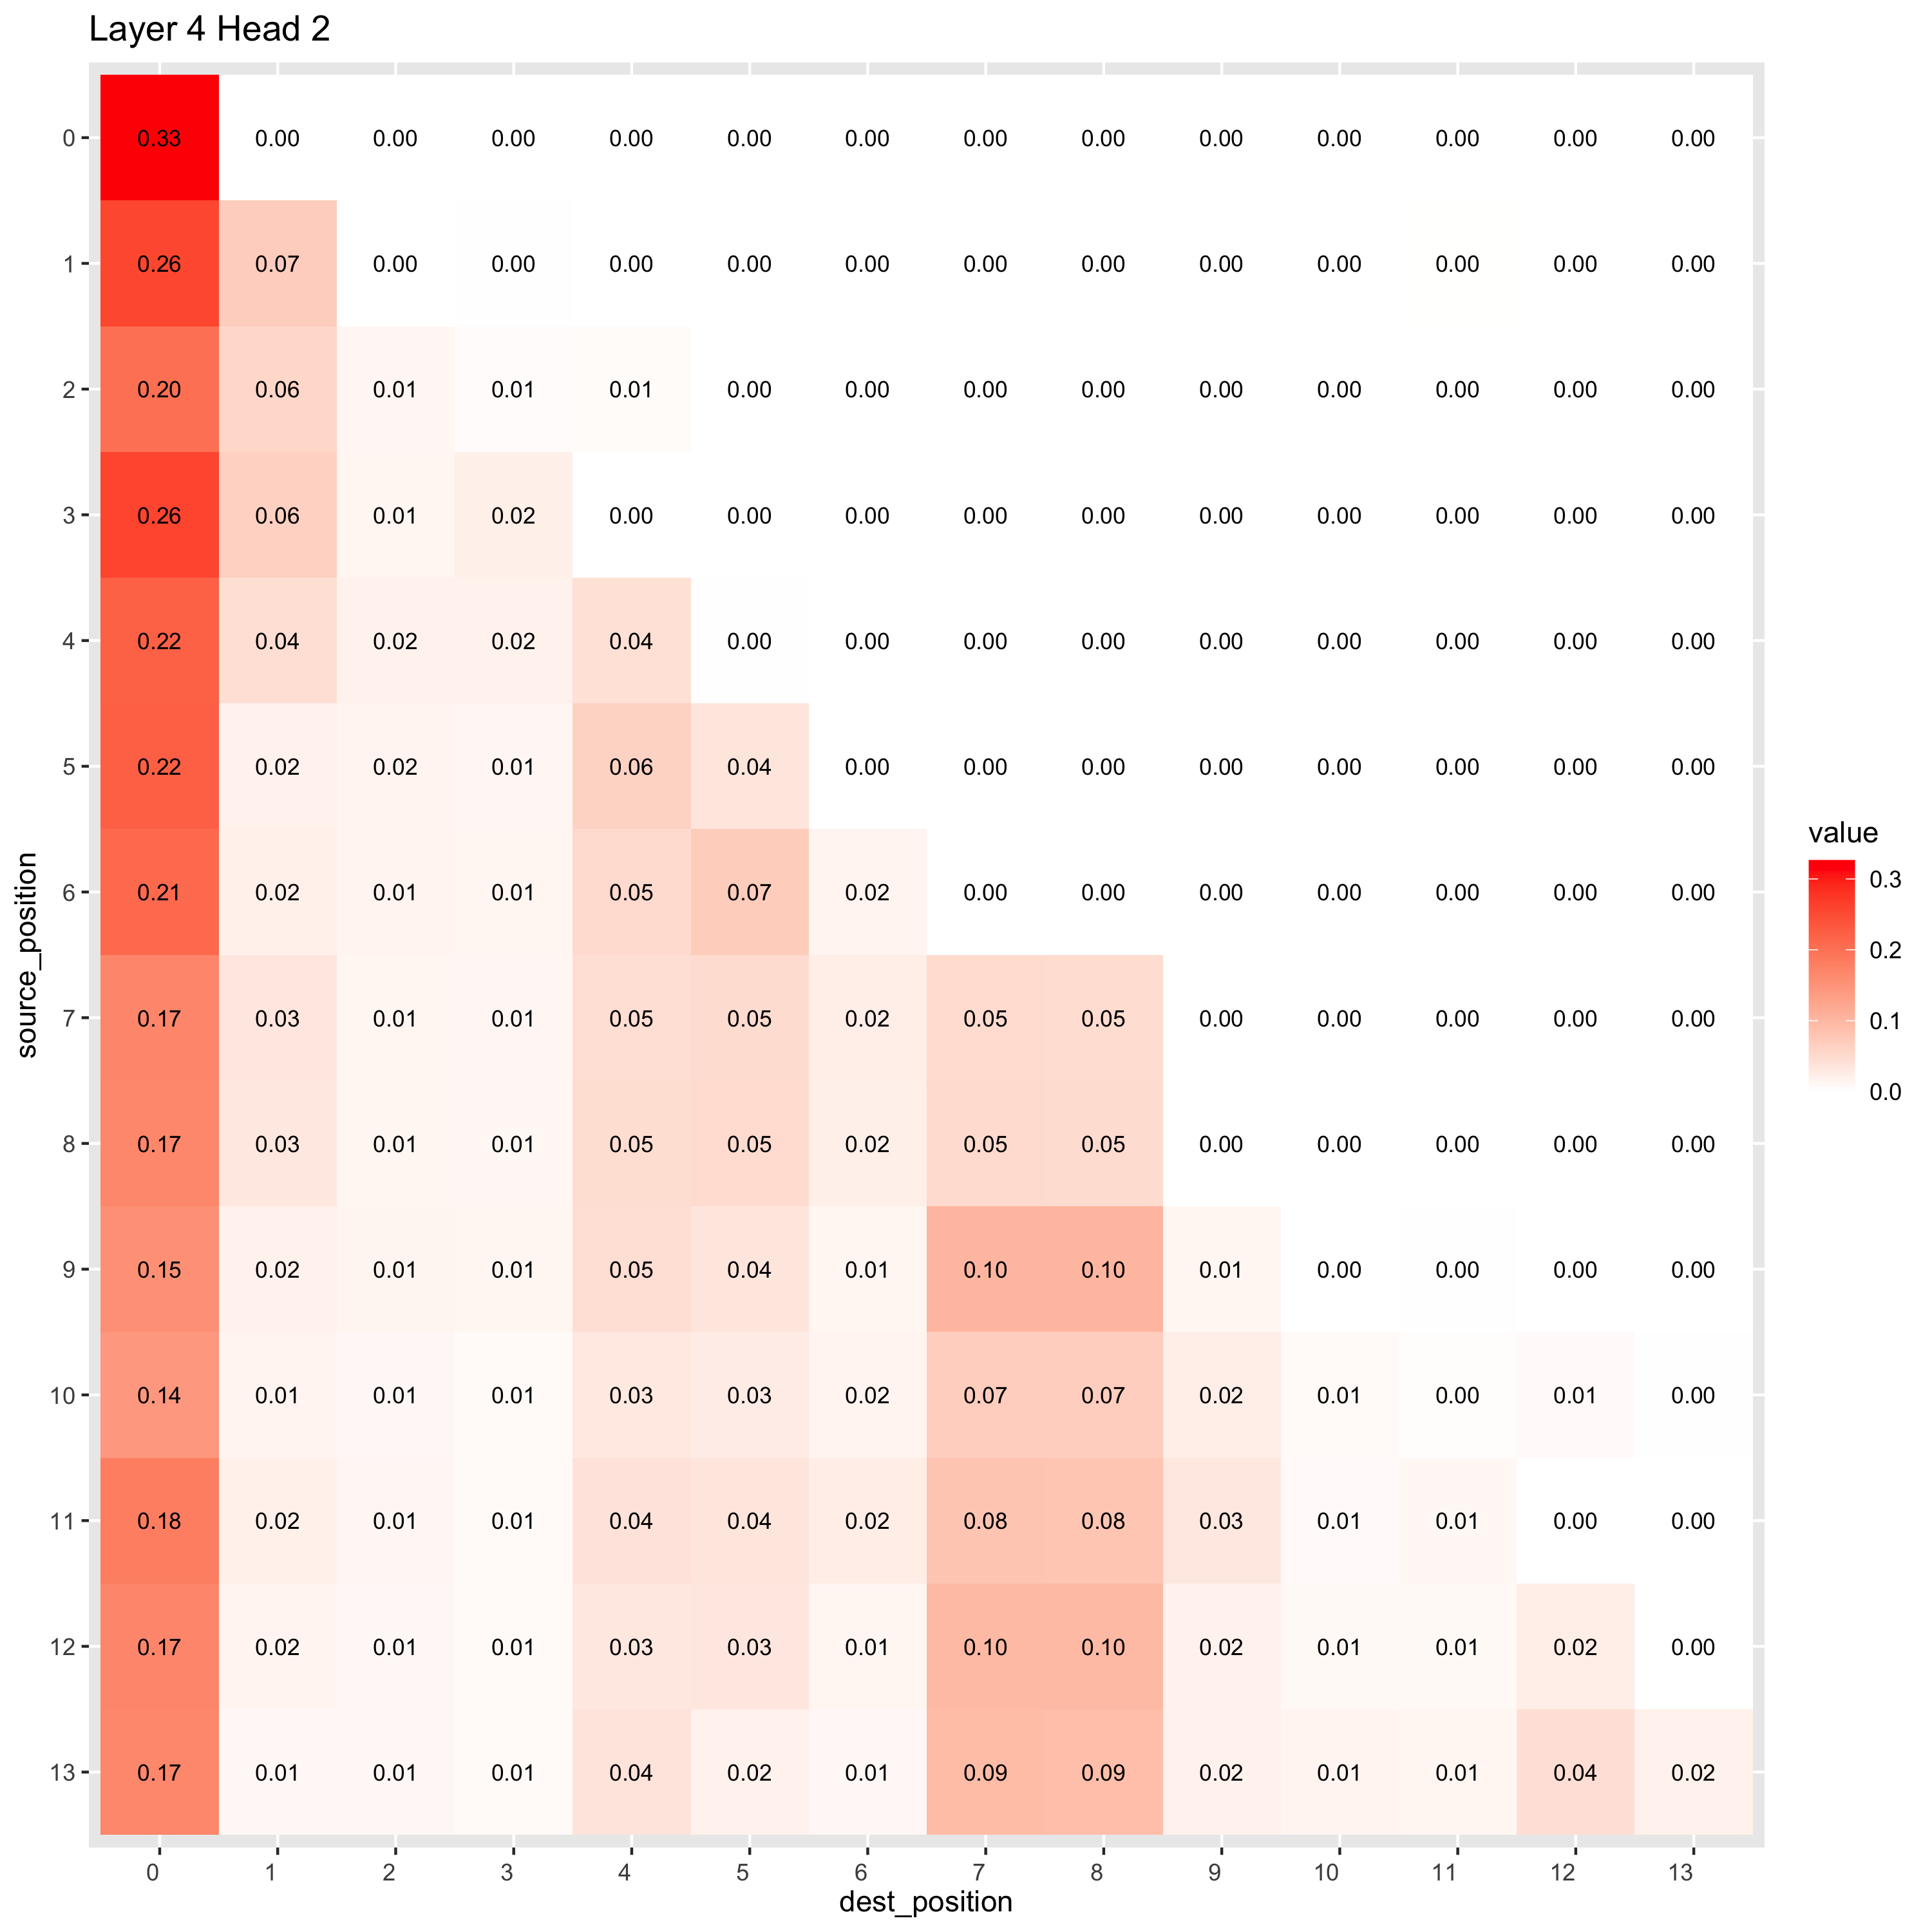 Layer 4 Head 2
0 0.33 0.00 0.00 0.00 0.00 0.00 0.00 0.00 0.00 0.00 0.00 0.00 0.00 0.00
1 0.26 0.07 0.00 0.00 0.00 0.00 0.00 0.00 0.00 0.00 0.00 0.00 0.00 0.00
2 0.20 0.06 0.01 0.01 0.01 0.00 0.00 0.00 0.00 0.00 0.00 0.00 0.00 0.00
3 0.26 0.06 0.01 0.02 0.00 0.00 0.00 0.00 0.00 0.00 0.00 0.00 0.00 0.00
4 0.22 0.04 0.02 0.02 0.04 0.00 0.00 0.00 0.00 0.00 0.00 0.00 0.00 0.00
5 0.22 0.02 0.02 0.01 0.06 0.04 0.00 0.00 0.00 0.00 0.00 0.00 0.00 0.00
6 0.21 0.02 0.01 0.01 0.05 0.07 0.02 0.00 0.00 0.00 0.00 0.00 0.00 0.00
7 0.17 0.03 0.01 0.01 0.05 0.05 0.02 0.05 0.05 0.00 0.00 0.00 0.00 0.00
8 0.17 0.03 0.01 0.01 0.05 0.05 0.02 0.05 0.05 0.00 0.00 0.00 0.00 0.00
9 0.15 0.02 0.01 0.01 0.05 0.04 0.01 0.10 0.10 0.01 0.00 0.00 0.00 0.00
10 0.14 0.01 0.01 0.01 0.03 0.03 0.02 0.07 0.07 0.02 0.01 0.00 0.01 0.00
11 0.18 0.02 0.01 0.01 0.04 0.04 0.02 0.08 0.08 0.03 0.01 0.01 0.00 0.00
12 0.17 0.02 0.01 0.01 0.03 0.03 0.01 0.10 0.10 0.02 0.01 0.01 0.02 0.00
13 0.17 0.01 0.01 0.01 0.04 0.02 0.01 0.09 0.09 0.02 0.01 0.01 0.04 0.02
0 1 2 3 4 5 6 7 8 9 10 11 12 13
dest_position
source_position
value
0.3
0.2
0.1
0.0